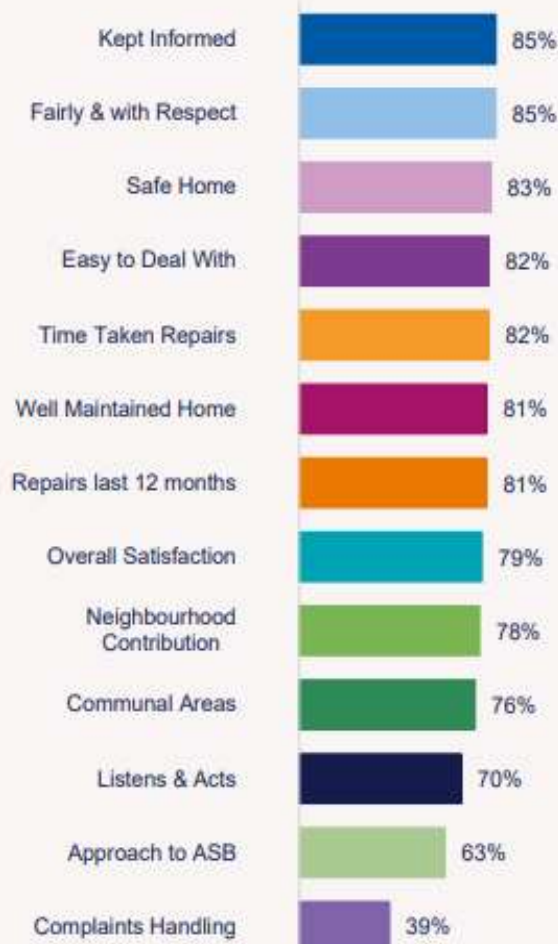 Kept Informed 85%
Fairly & with Respect 85%
Safe Home 83%
Easy to Deal With 82%
Time Taken Repairs 82%
Well Maintained Home 81%
Repairs last 12 months 81%
Overall Satisfaction 79%
Neighbourhood
Contribution 78%
Communal Areas 76%
Listens & Acts 70%
Approach to ASB 63%
Complaints Handling 39%